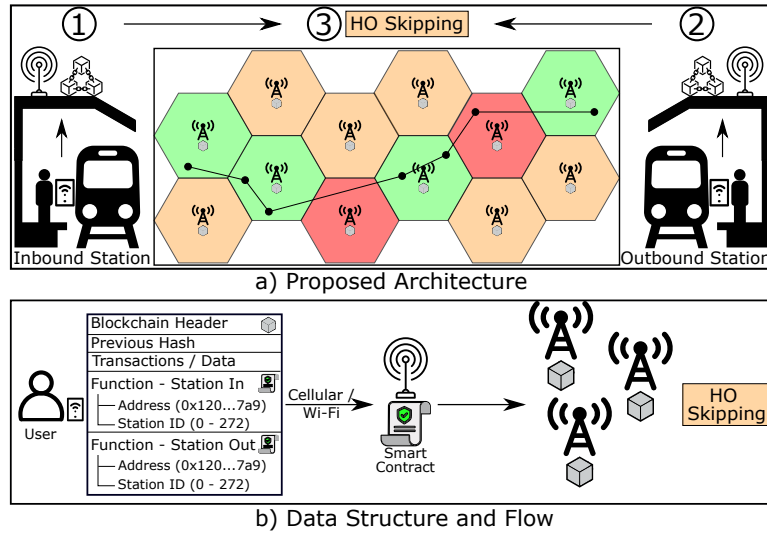 ① ③ HO Skipping ②
Inbound Station
Outbound Station
a) Proposed Architecture
Blockchain Header
Previous Hash
Transactions / Data
Function - Station In
Address (0x120...7a9)
Station ID (0 - 272)
Function - Station Out
Address (0x120...7a9)
Station ID (0 - 272)
User
Cellular /
Wi-Fi
Smart
Contract
HO
Skipping
b) Data Structure and Flow